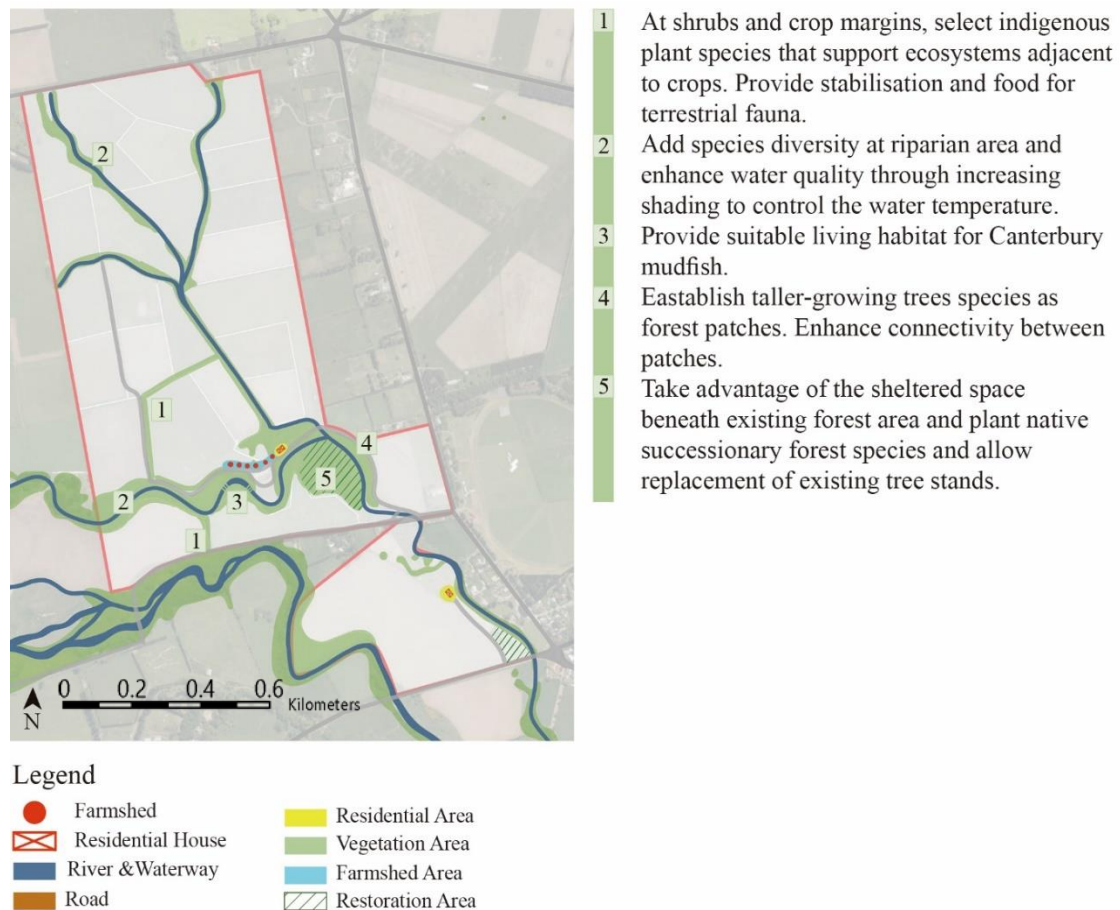 2
1
4
5
2
3
1
N
0 0.2 0.4 0.6
Kilometers
1 At shrubs and crop margins, select indigenous
plant species that support ecosystems adjacent
to crops. Provide stabilisation and food for
terrestrial fauna.
2 Add species diversity at riparian area and
enhance water quality through increasing
shading to control the water temperature.
3 Provide suitable living habitat for Canterbury
mudfish.
4 Eastablish taller-growing trees species as
forest patches. Enhance connectivity between
patches.
5 Take advantage of the sheltered space
beneath existing forest area and plant native
successionary forest species and allow
replacement of existing tree stands.
Legend
Farmshed
Residential House
River &Waterway
Road
Residential Area
Vegetation Area
Farmshed Area
Restoration Area